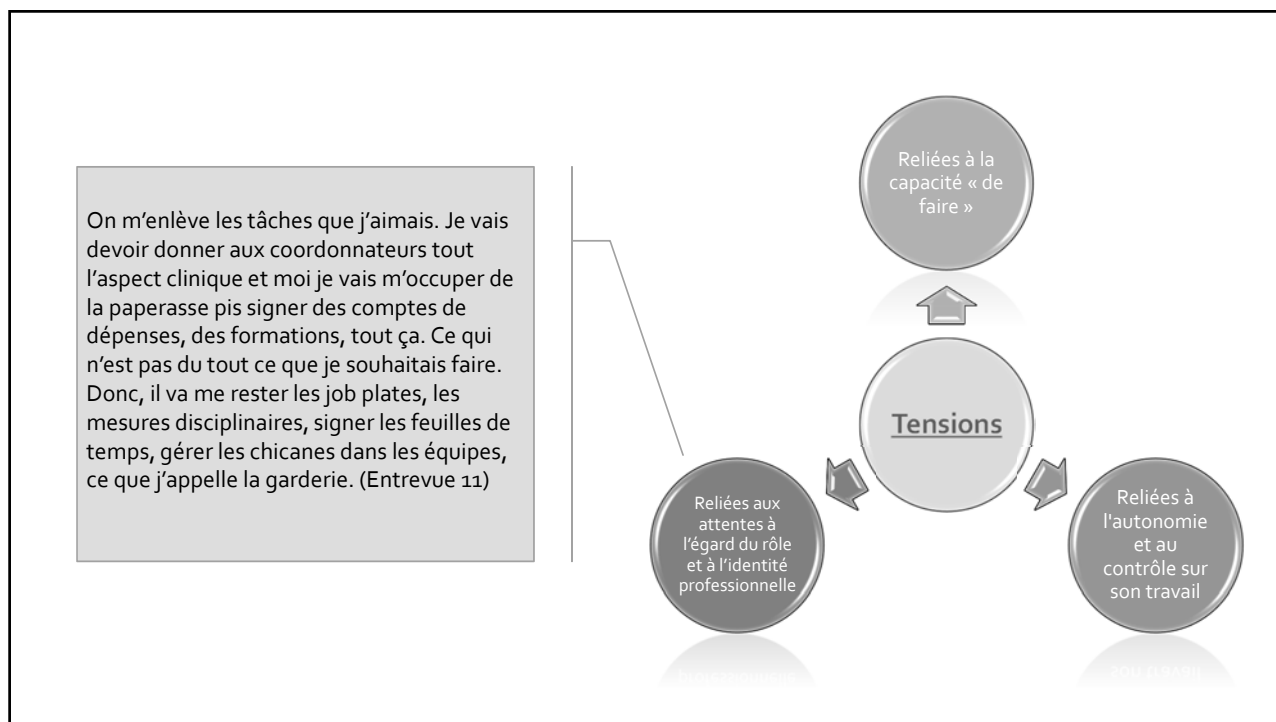 On m’enlève les tâches que j’aimais. Je vais
devoir donner aux coordonnateurs tout
l’aspect clinique et moi je vais m’occuper de
la paperasse pis signer des comptes de
dépenses, des formations, tout ça. Ce qui
n’est pas du tout ce que je souhaitais faire.
Donc, il va me rester les job plates, les
mesures disciplinaires, signer les feuilles de
temps, gérer les chicanes dans les équipes,
ce que j’appelle la garderie. (Entrevue 11)
Reliées à la
capacité « de
faire »
Tensions
Reliées aux
attentes à
l’égard du rôle
et à l’identité
professionnelle
Reliées à
l'autonomie
et au
contrôle sur
son travail